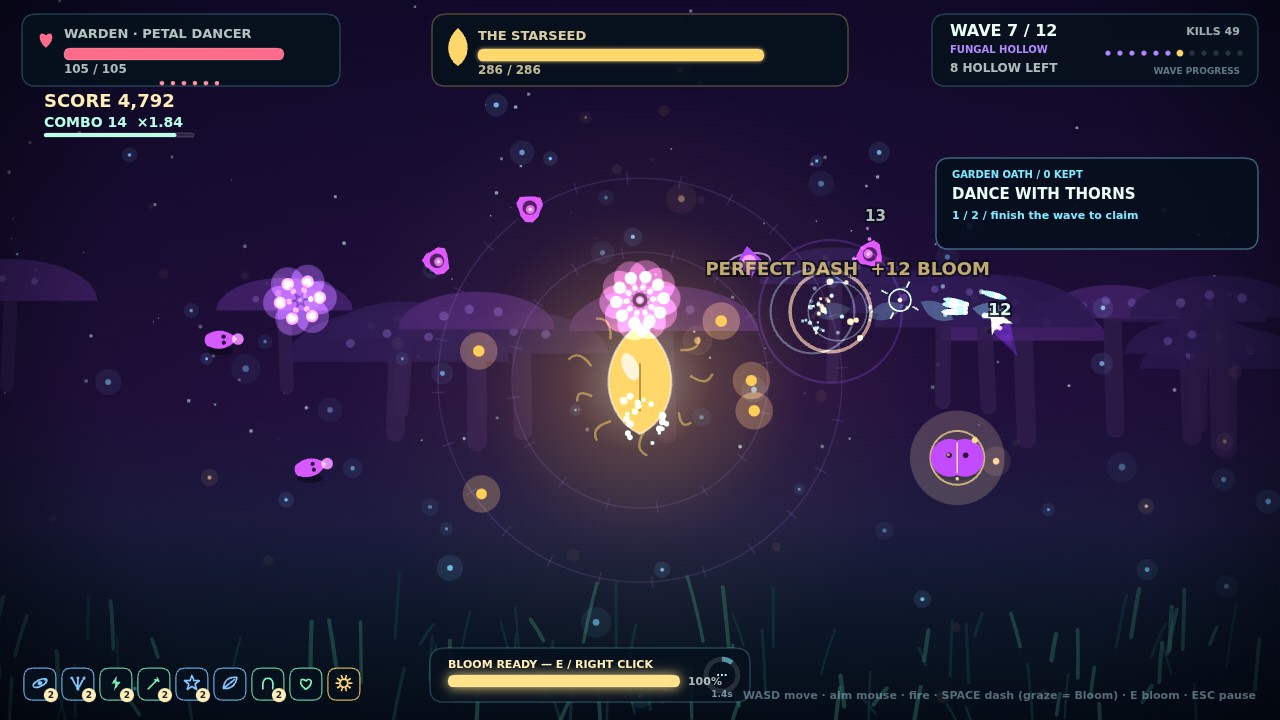 WARDEN · PETAL DANCER
105 / 105
SCORE 4,792
COMBO 14 ×1.84
THE STARSEED
286 / 286
WAVE 7 / 12
KILLS 49
FUNGAL HOLLOW
8 HOLLOW LEFT
WAVE PROGRESS
GARDEN OATH / 0 KEPT
DANCE WITH THORNS
1 / 2 / finish the wave to claim
13
PERFECT DASH +12 BLOOM
12
2
2
2
2
2
2
BLOOM READY — E / RIGHT CLICK
100%
...
1.4s
WASD move · aim mouse · fire · SPACE dash (graze = Bloom) · E bloom · ESC pause